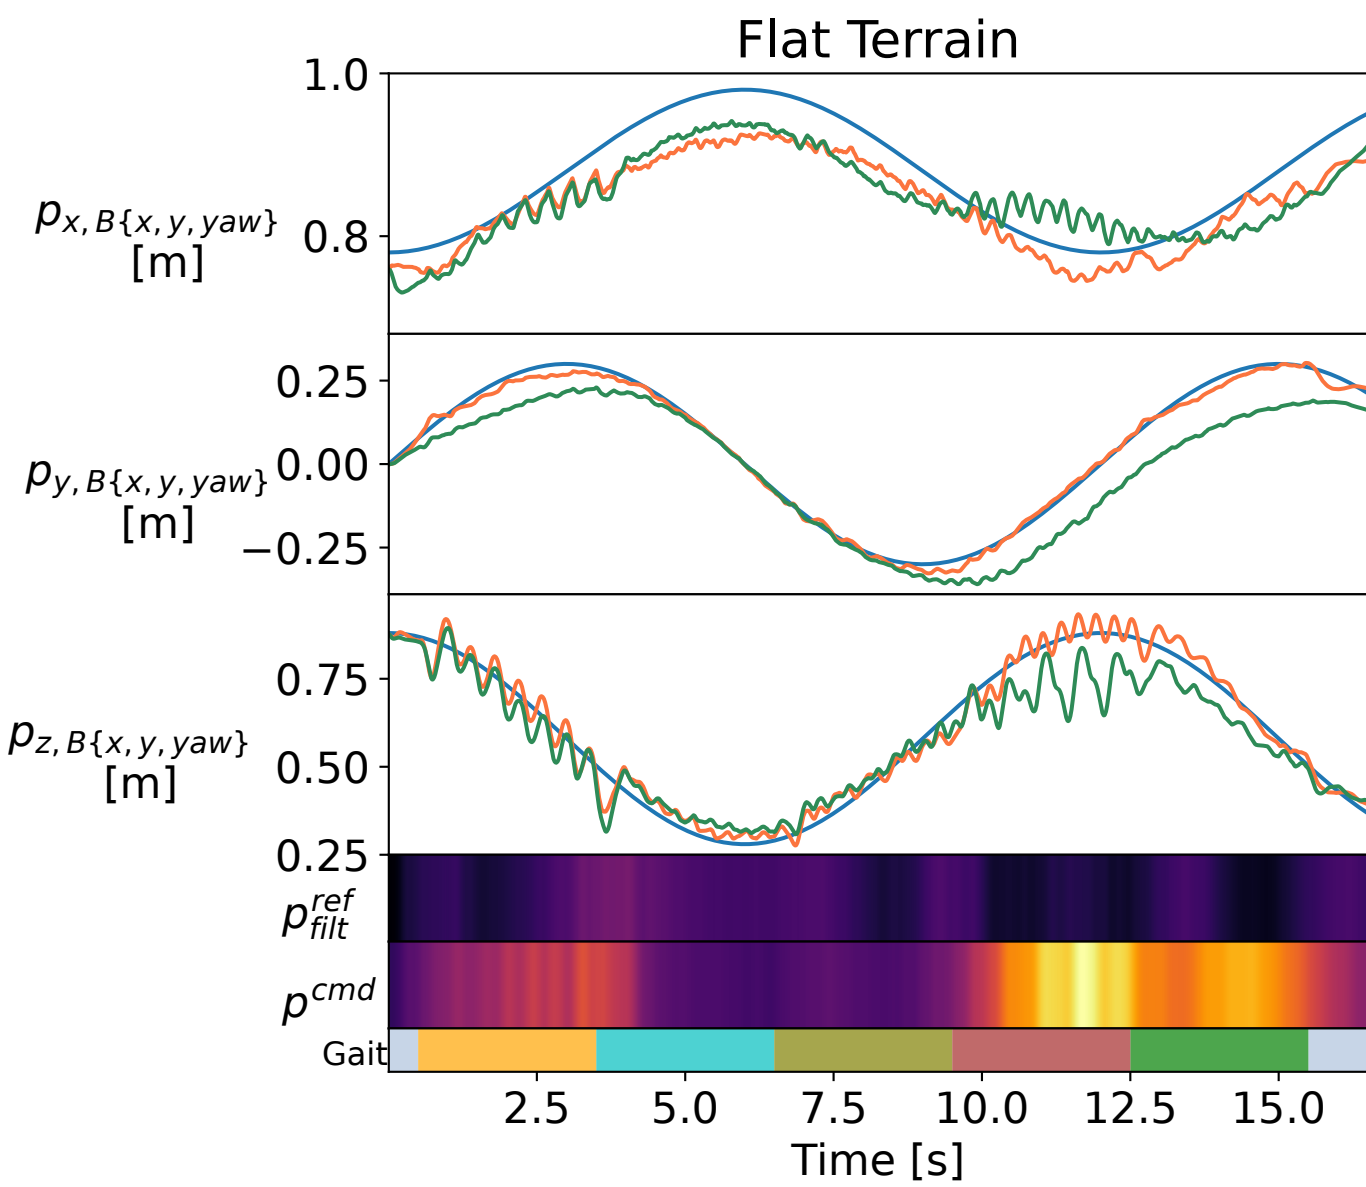 Flat Terrain
1.0
0.8
p_{x, B{x, y, yaw}}
[m]
0.25
0.00
−0.25
p_{y, B{x, y, yaw}}
[m]
0.75
0.50
0.25
p_{z, B{x, y, yaw}}
[m]
p_{filt}^{ref}
p^{cmd}
Gait
2.5 5.0 7.5 10.0 12.5 15.0
Time [s]